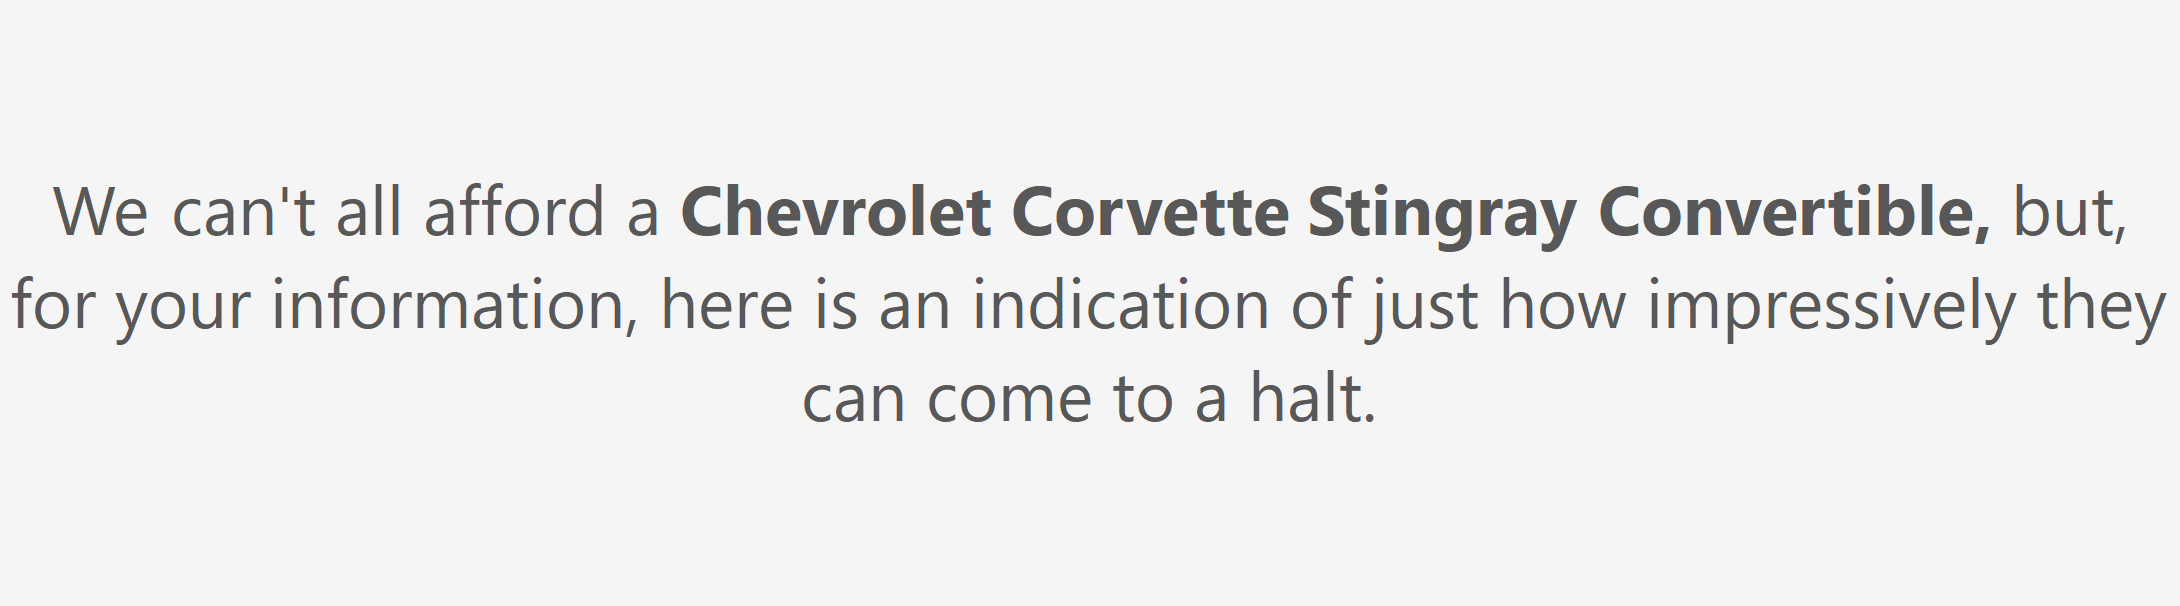 We can't all afford a Chevrolet Corvette Stingray Convertible, but,
for your information, here is an indication of just how impressively they
can come to a halt.